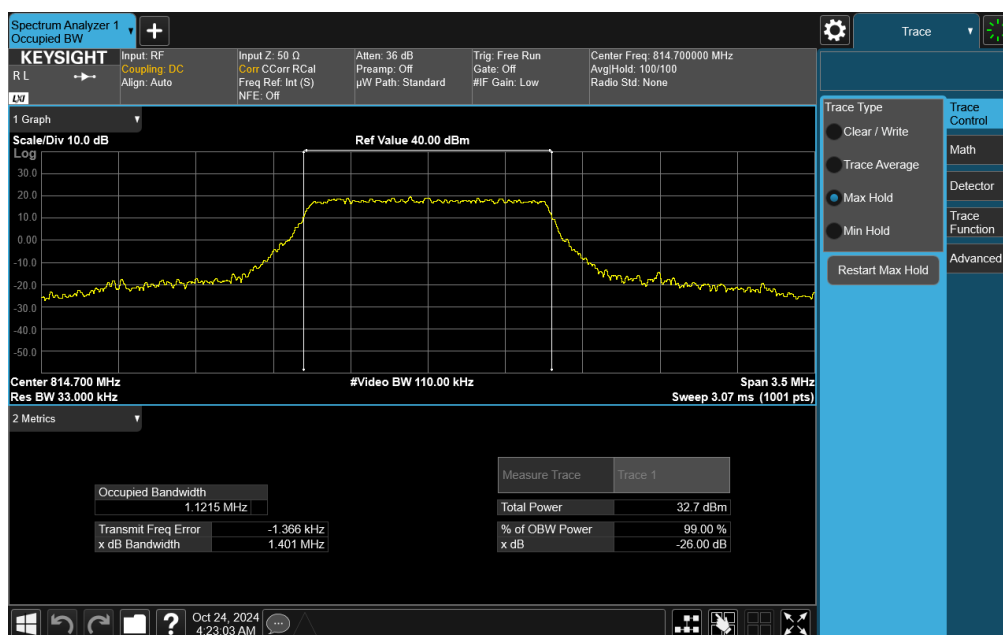 Spectrum Analyzer 1
Occupied BW
Trace
KEYSIGHT
R L
LXI
Input: RF
Coupling: DC
Align: Auto
Input Z: 50 Ω
Corr CCorr RCal
Freq Ref: Int (S)
NFE: Off
Atten: 36 dB
Preamp: Off
µW Path: Standard
Trig: Free Run
Gate: Off
#IF Gain: Low
Center Freq: 814.700000 MHz
Avg|Hold: 100/100
Radio Std: None
1 Graph
Scale/Div 10.0 dB
Ref Value 40.00 dBm
Log
30.0
20.0
10.0
0.00
-10.0
-20.0
-30.0
-40.0
-50.0
Center 814.700 MHz
#Video BW 110.00 kHz
Span 3.5 MHz
Res BW 33.000 kHz
Sweep 3.07 ms (1001 pts)
2 Metrics
Measure Trace
Trace 1
Occupied Bandwidth
1.1215 MHz
Total Power
32.7 dBm
Transmit Freq Error
-1.366 kHz
% of OBW Power
99.00 %
x dB Bandwidth
1.401 MHz
x dB
-26.00 dB
Trace Type
Clear / Write
Trace Average
Max Hold
Min Hold
Restart Max Hold
Trace
Control
Math
Detector
Trace
Function
Advanced
?
Oct 24, 2024
4:23:03 AM